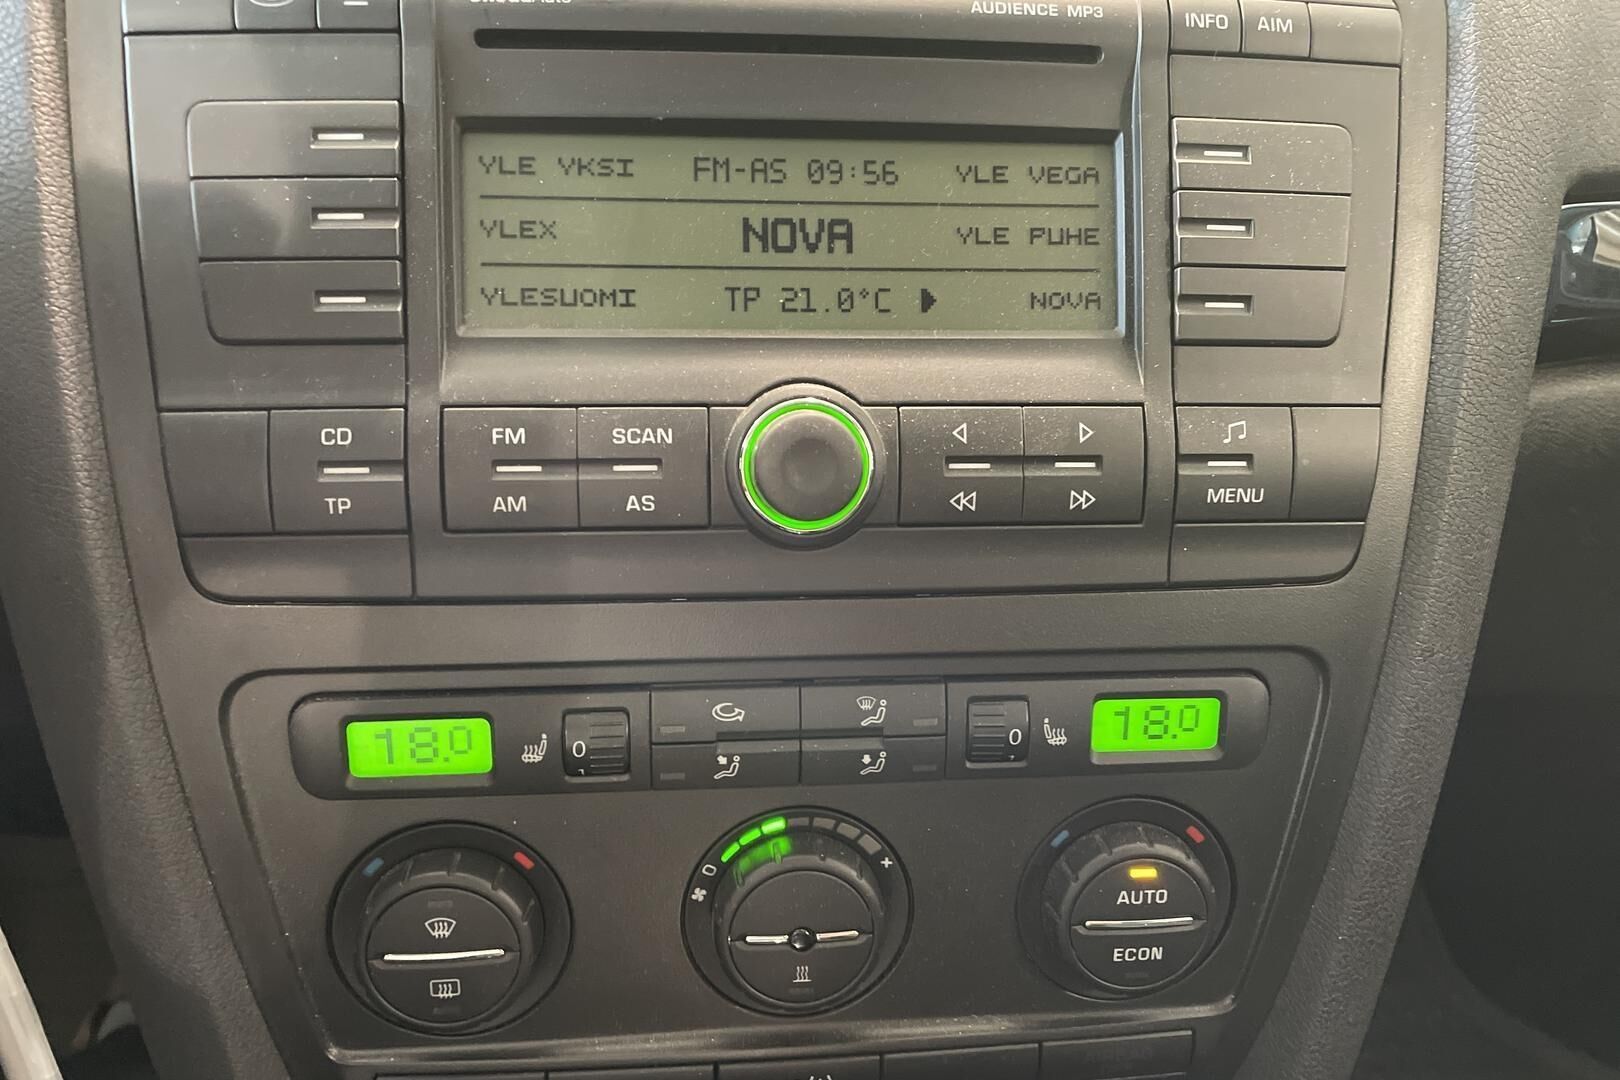 AUDIENCE MP3
INFO AIM
YLE YKSI FM-AS 09:56 YLE VEGA
YLEX NOVA YLE PUHE
YLESUOMI TP 21.0°C NOVA
CD FM SCAN
TP AM AS MENU
18.0 0 0 18.0
0 +
AUTO
ECON